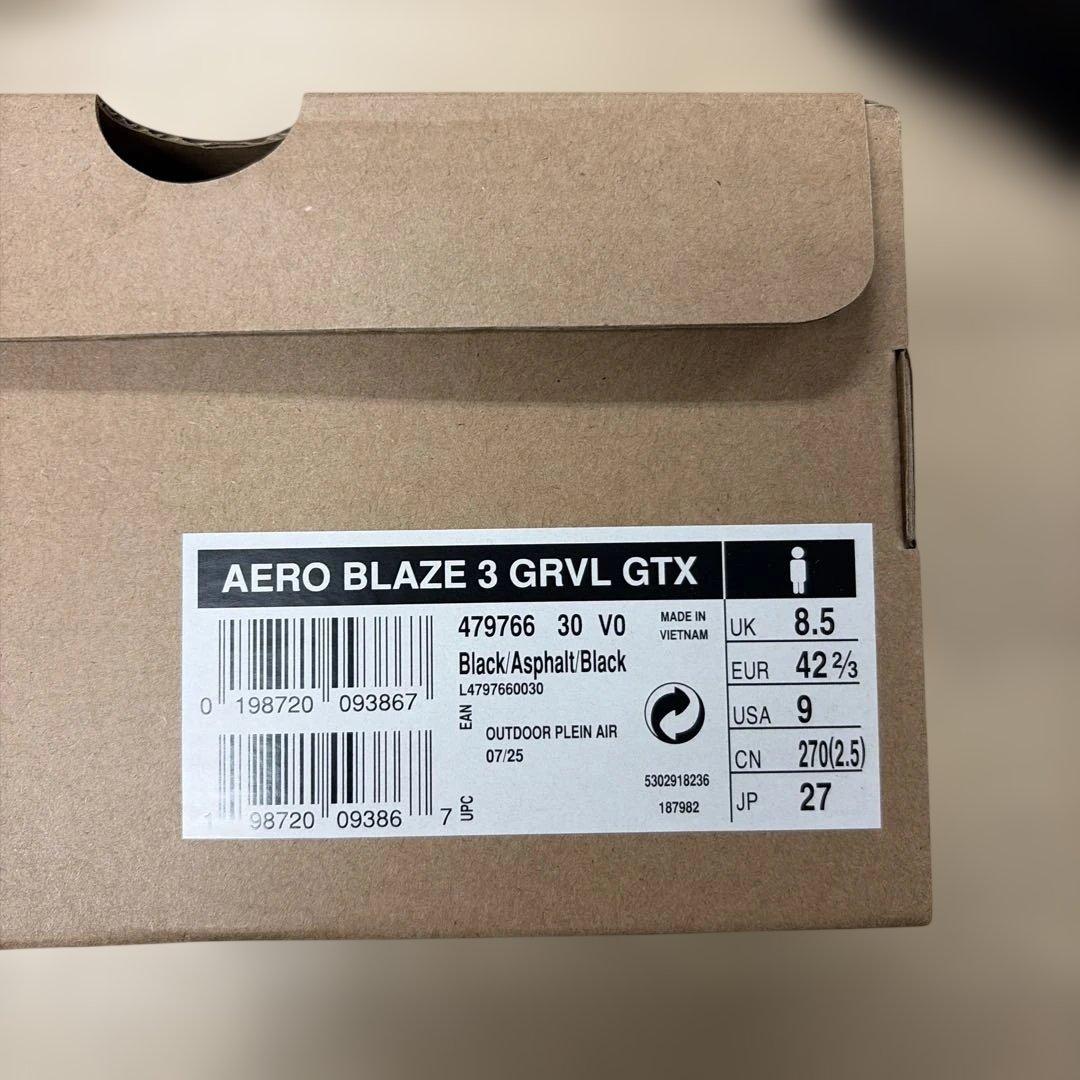 AERO BLAZE 3 GRVL GTX
0 198720 093867
EAN
1 98720 09386 7
UPC
479766 30 V0
Black/Asphalt/Black
L4797660030
OUTDOOR PLEIN AIR
07/25
MADE IN
VIETNAM
5302918236
187982
UK 8.5
EUR 42 ⅔
USA 9
CN 270(2.5)
JP 27